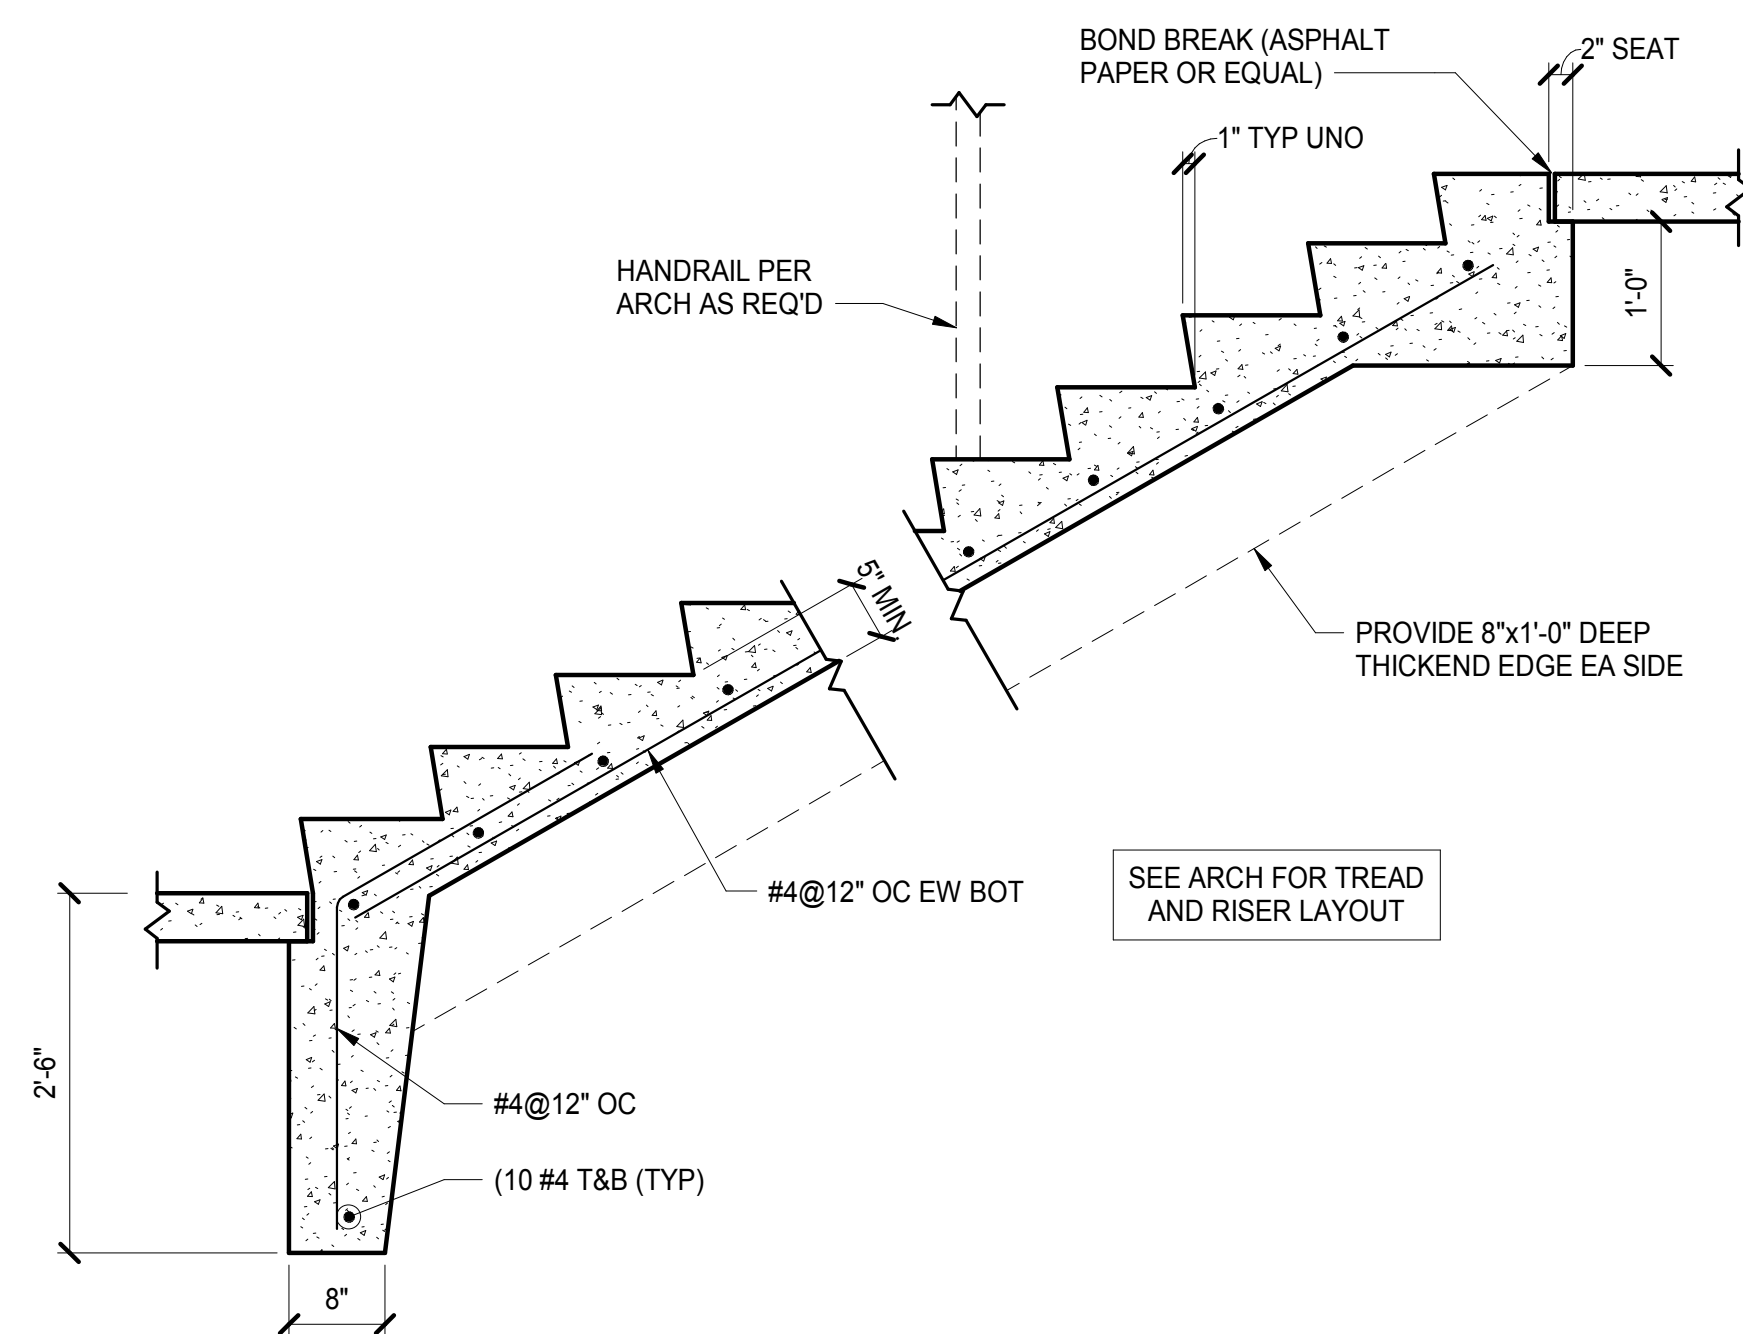 BOND BREAK (ASPHALT
PAPER OR EQUAL)
2" SEAT
1" TYP UNO
HANDRAIL PER
ARCH AS REQ'D
1'-0"
5" MIN
PROVIDE 8"x1'-0" DEEP
THICKEND EDGE EA SIDE
#4@12" OC EW BOT
SEE ARCH FOR TREAD
AND RISER LAYOUT
2'-6"
#4@12" OC
(10 #4 T&B (TYP)
8"